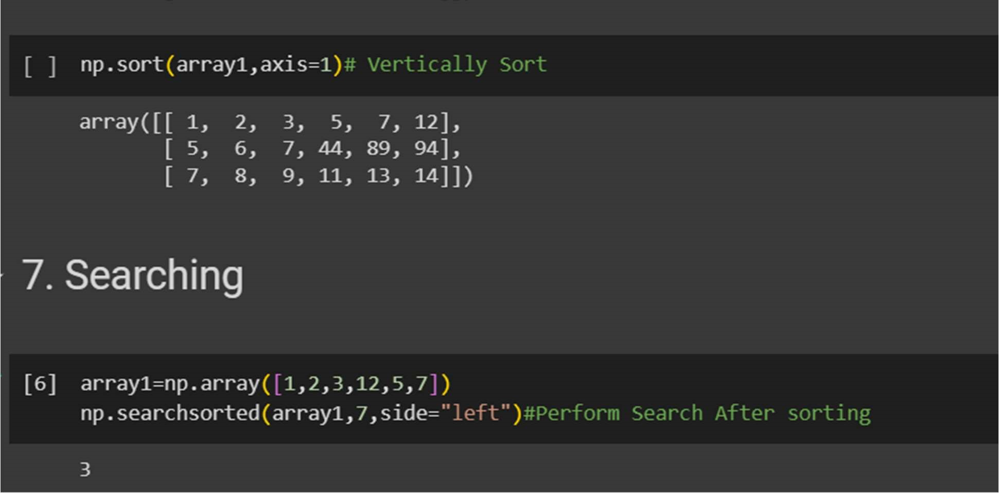 [ ] np.sort(array1,axis=1)# Vertically Sort
array([[ 1, 2, 3, 5, 7, 12],
[ 5, 6, 7, 44, 89, 94],
[ 7, 8, 9, 11, 13, 14]])
7. Searching
[6] array1=np.array([1,2,3,12,5,7])
np.searchsorted(array1,7,side="left")#Perform Search After sorting
3